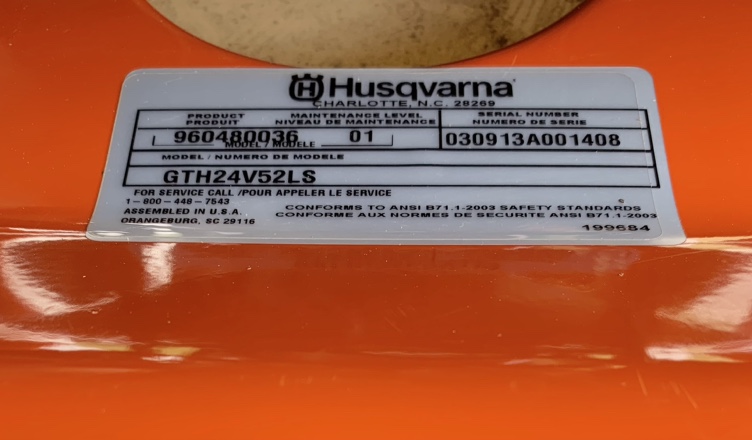 Husqvarna
CHARLOTTE, N.C. 28269
PRODUCT MAINTENANCE LEVEL SERIAL NUMBER
PRODUIT NIVEAU DE MAINTENANCE NUMERO DE SERIE
960480036 01 030913A001408
MODEL / MODELE
MODEL / NUMERO DE MODELE
GTH24V52LS
FOR SERVICE CALL /POUR APPELER LE SERVICE
1-800-448-7543
CONFORMS TO ANSI B71.1-2003 SAFETY STANDARDS
ASSEMBLED IN U.S.A.
CONFORME AUX NORMES DE SECURITE ANSI B71.1-2003
ORANGEBURG, SC 29116
199684